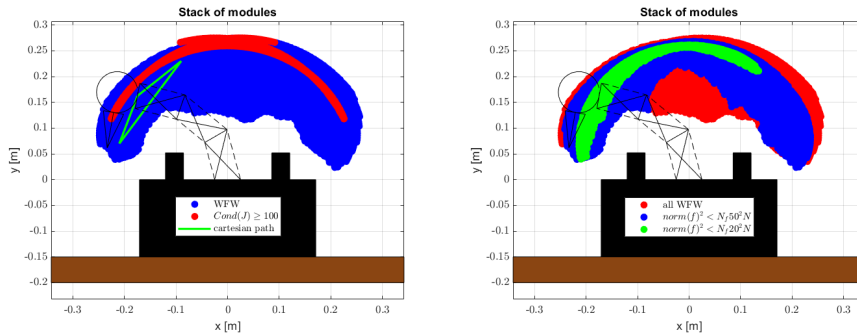 Stack of modules
0.3
0.25
0.2
0.15
0.1
0.05
0
-0.05
-0.1
-0.15
-0.2
y [m]
WFW
Cond(J) ≥ 100
cartesian path
-0.3 -0.2 -0.1 0 0.1 0.2 0.3
x [m]
Stack of modules
0.3
0.25
0.2
0.15
0.1
0.05
0
-0.05
-0.1
-0.15
-0.2
y [m]
all WFW
norm(f)² < N_f50²N
norm(f)² < N_f20²N
-0.3 -0.2 -0.1 0 0.1 0.2 0.3
x [m]